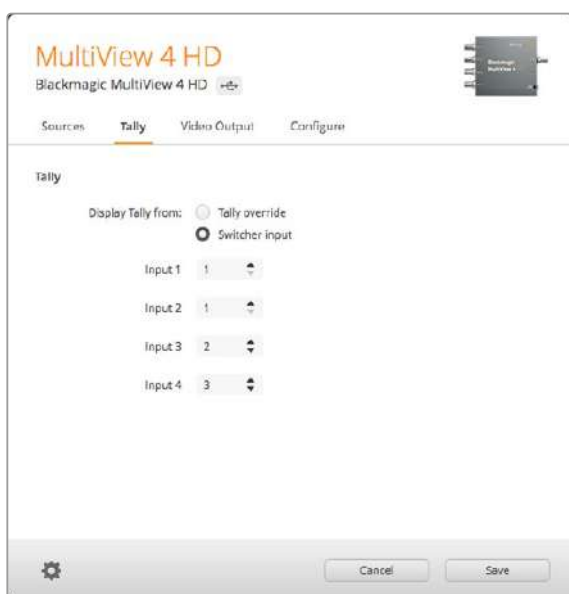 MultiView 4 HD
Blackmagic MultiView 4 HD
Sources Tally Video Output Configure
Tally
Display Tally from: Tally override
Switcher input
Input 1 1
Input 2 1
Input 3 2
Input 4 3
Cancel Save